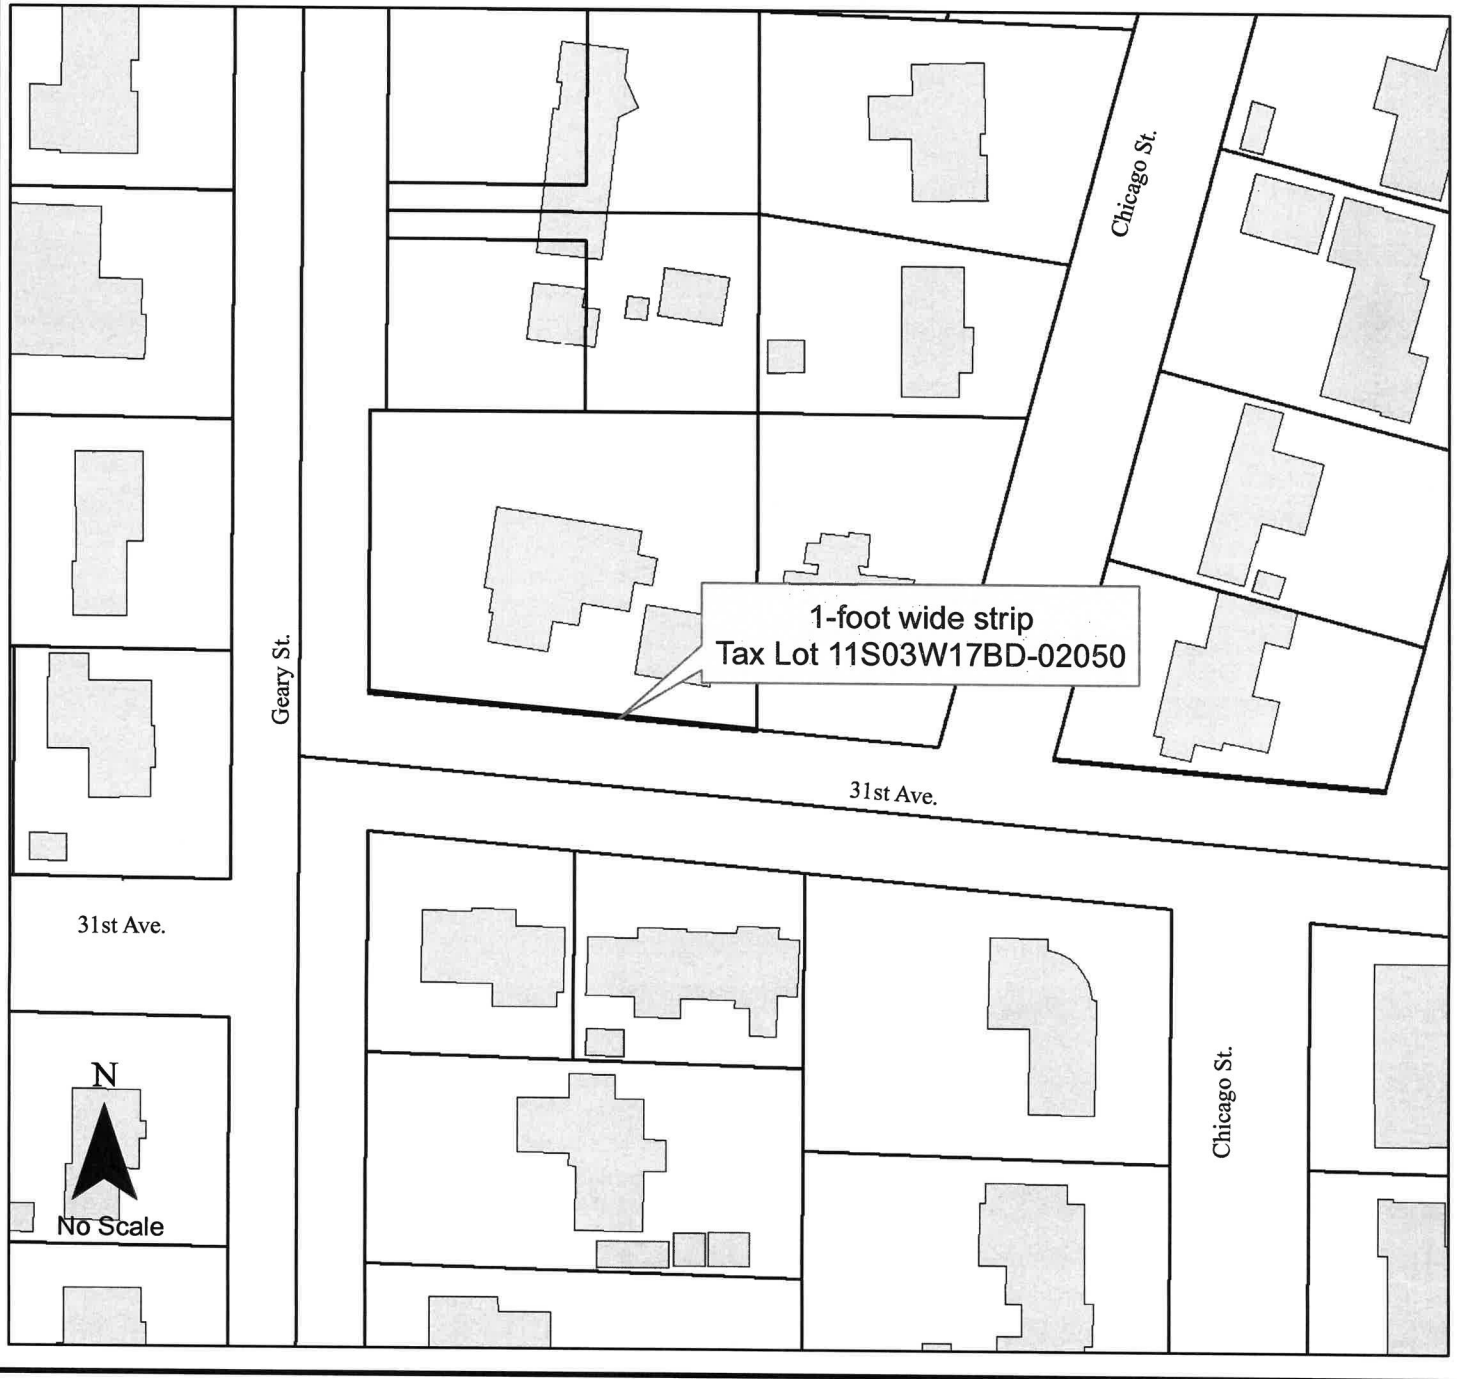 Chicago St.
1-foot wide strip
Tax Lot 11S03W17BD-02050
Geary St.
31st Ave.
31st Ave.
N
No Scale
Chicago St.